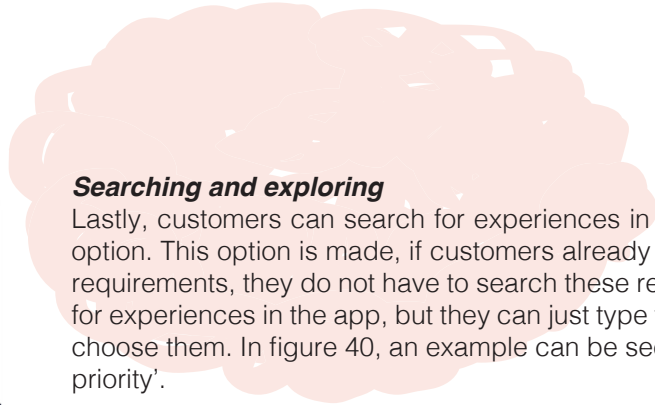 Searching and exploring
Lastly, customers can search for experiences in
option. This option is made, if customers already
requirements, they do not have to search these re
for experiences in the app, but they can just type
choose them. In figure 40, an example can be see
priority’.